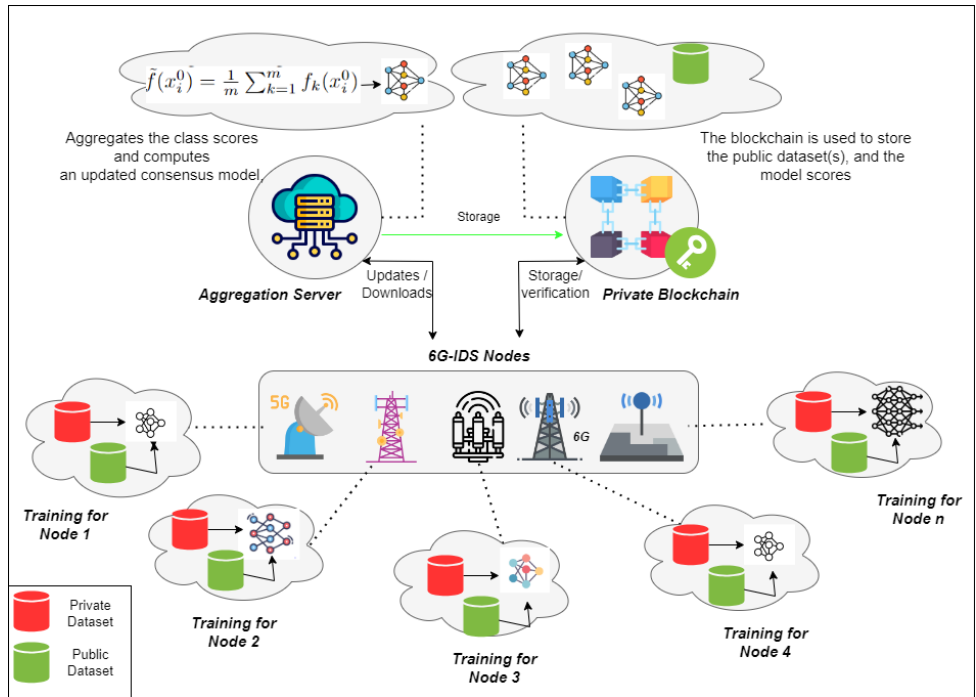 f̃(x_i^0) = 1/m ∑_{k=1}^{m} f_k(x_i^0)
Aggregates the class scores
and computes
an updated consensus model,
The blockchain is used to store
the public dataset(s), and the
model scores
Storage
Aggregation Server
Updates /
Downloads
Storage/
verification
Private Blockchain
6G-IDS Nodes
5G
6G
Training for
Node 1
Training for
Node 2
Training for
Node 3
Training for
Node 4
Training for
Node n
Private
Dataset
Public
Dataset